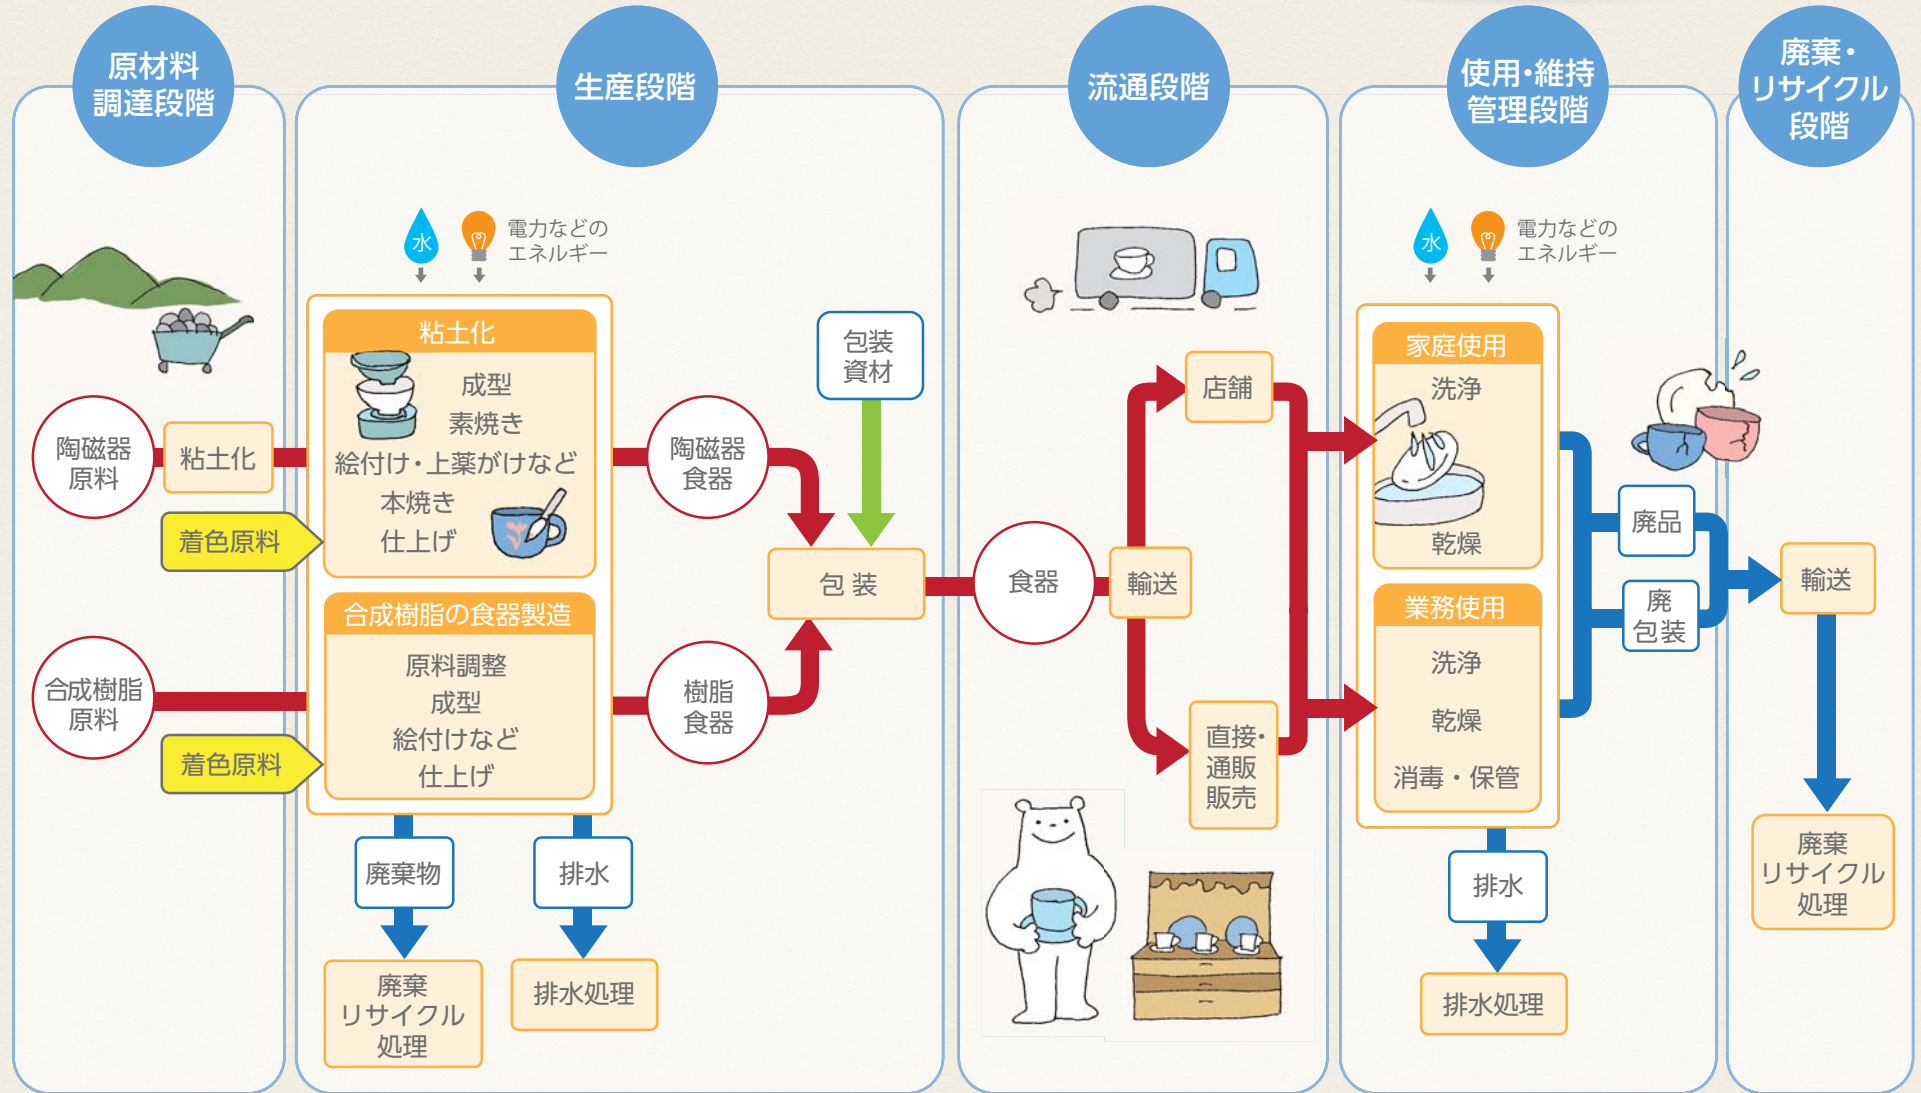 原材料
調達段階
生産段階
流通段階
使用・維持
管理段階
廃棄・
リサイクル
段階
陶磁器
原料
粘土化
着色原料
合成樹脂
原料
着色原料
水
電力などの
エネルギー
粘土化
成型
素焼き
絵付け・上薬がけなど
本焼き
仕上げ
合成樹脂の食器製造
原料調整
成型
絵付けなど
仕上げ
廃棄物
排水
廃棄
リサイクル
処理
排水処理
陶磁器
食器
樹脂
食器
包装
資材
包 装
食器
輸送
店舗
直接・
通販
販売
水
電力などの
エネルギー
家庭使用
洗浄
乾燥
業務使用
洗浄
乾燥
消毒・保管
排水
排水処理
廃品
廃
包装
輸送
廃棄
リサイクル
処理